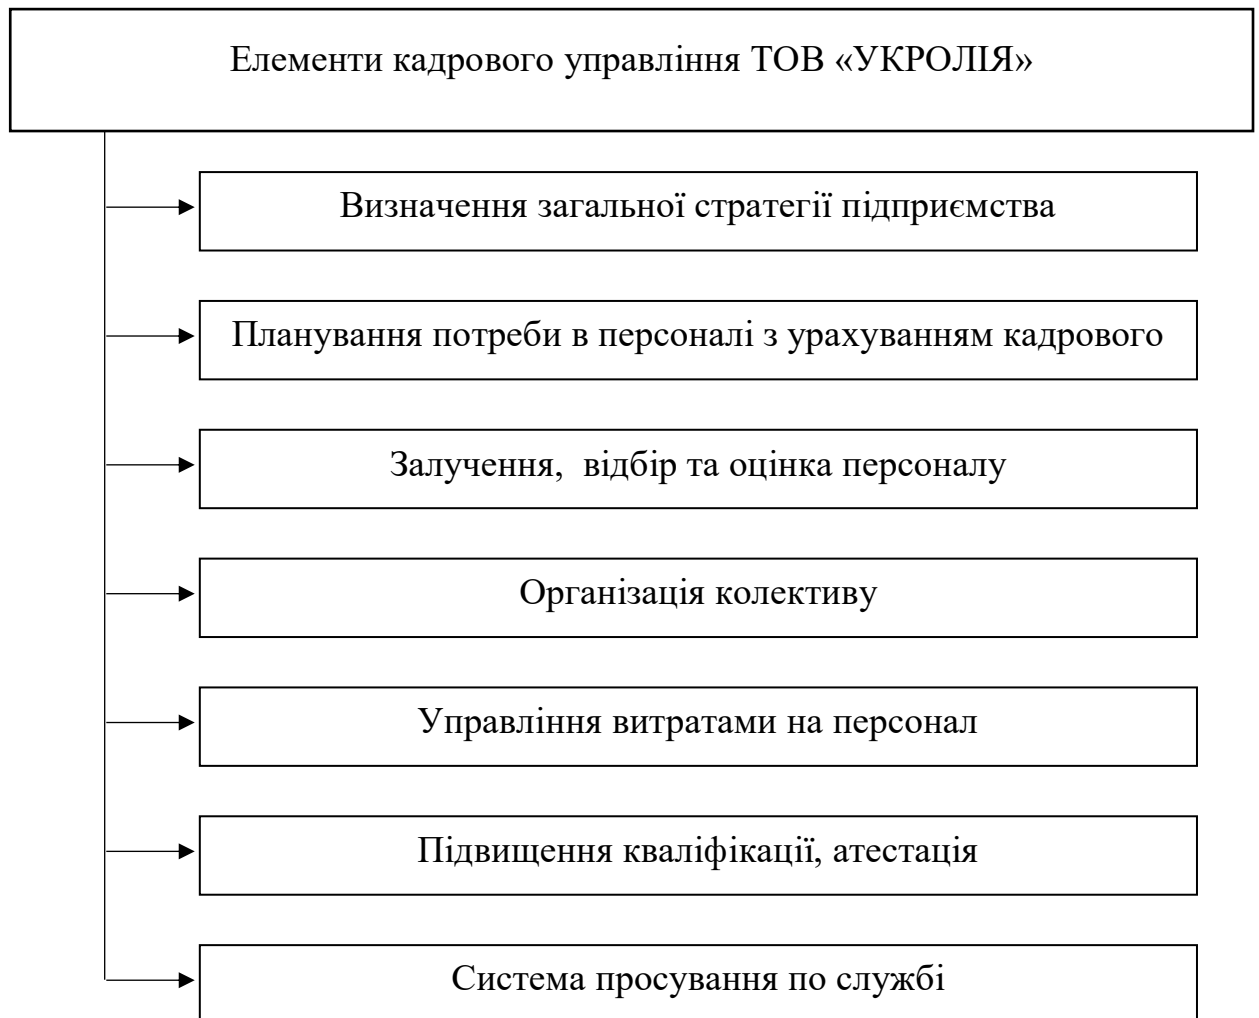 Елементи кадрового управління ТОВ «УКРОЛІЯ»
Визначення загальної стратегії підприємства
Планування потреби в персоналі з урахуванням кадрового
Залучення, відбір та оцінка персоналу
Організація колективу
Управління витратами на персонал
Підвищення кваліфікації, атестація
Система просування по службі